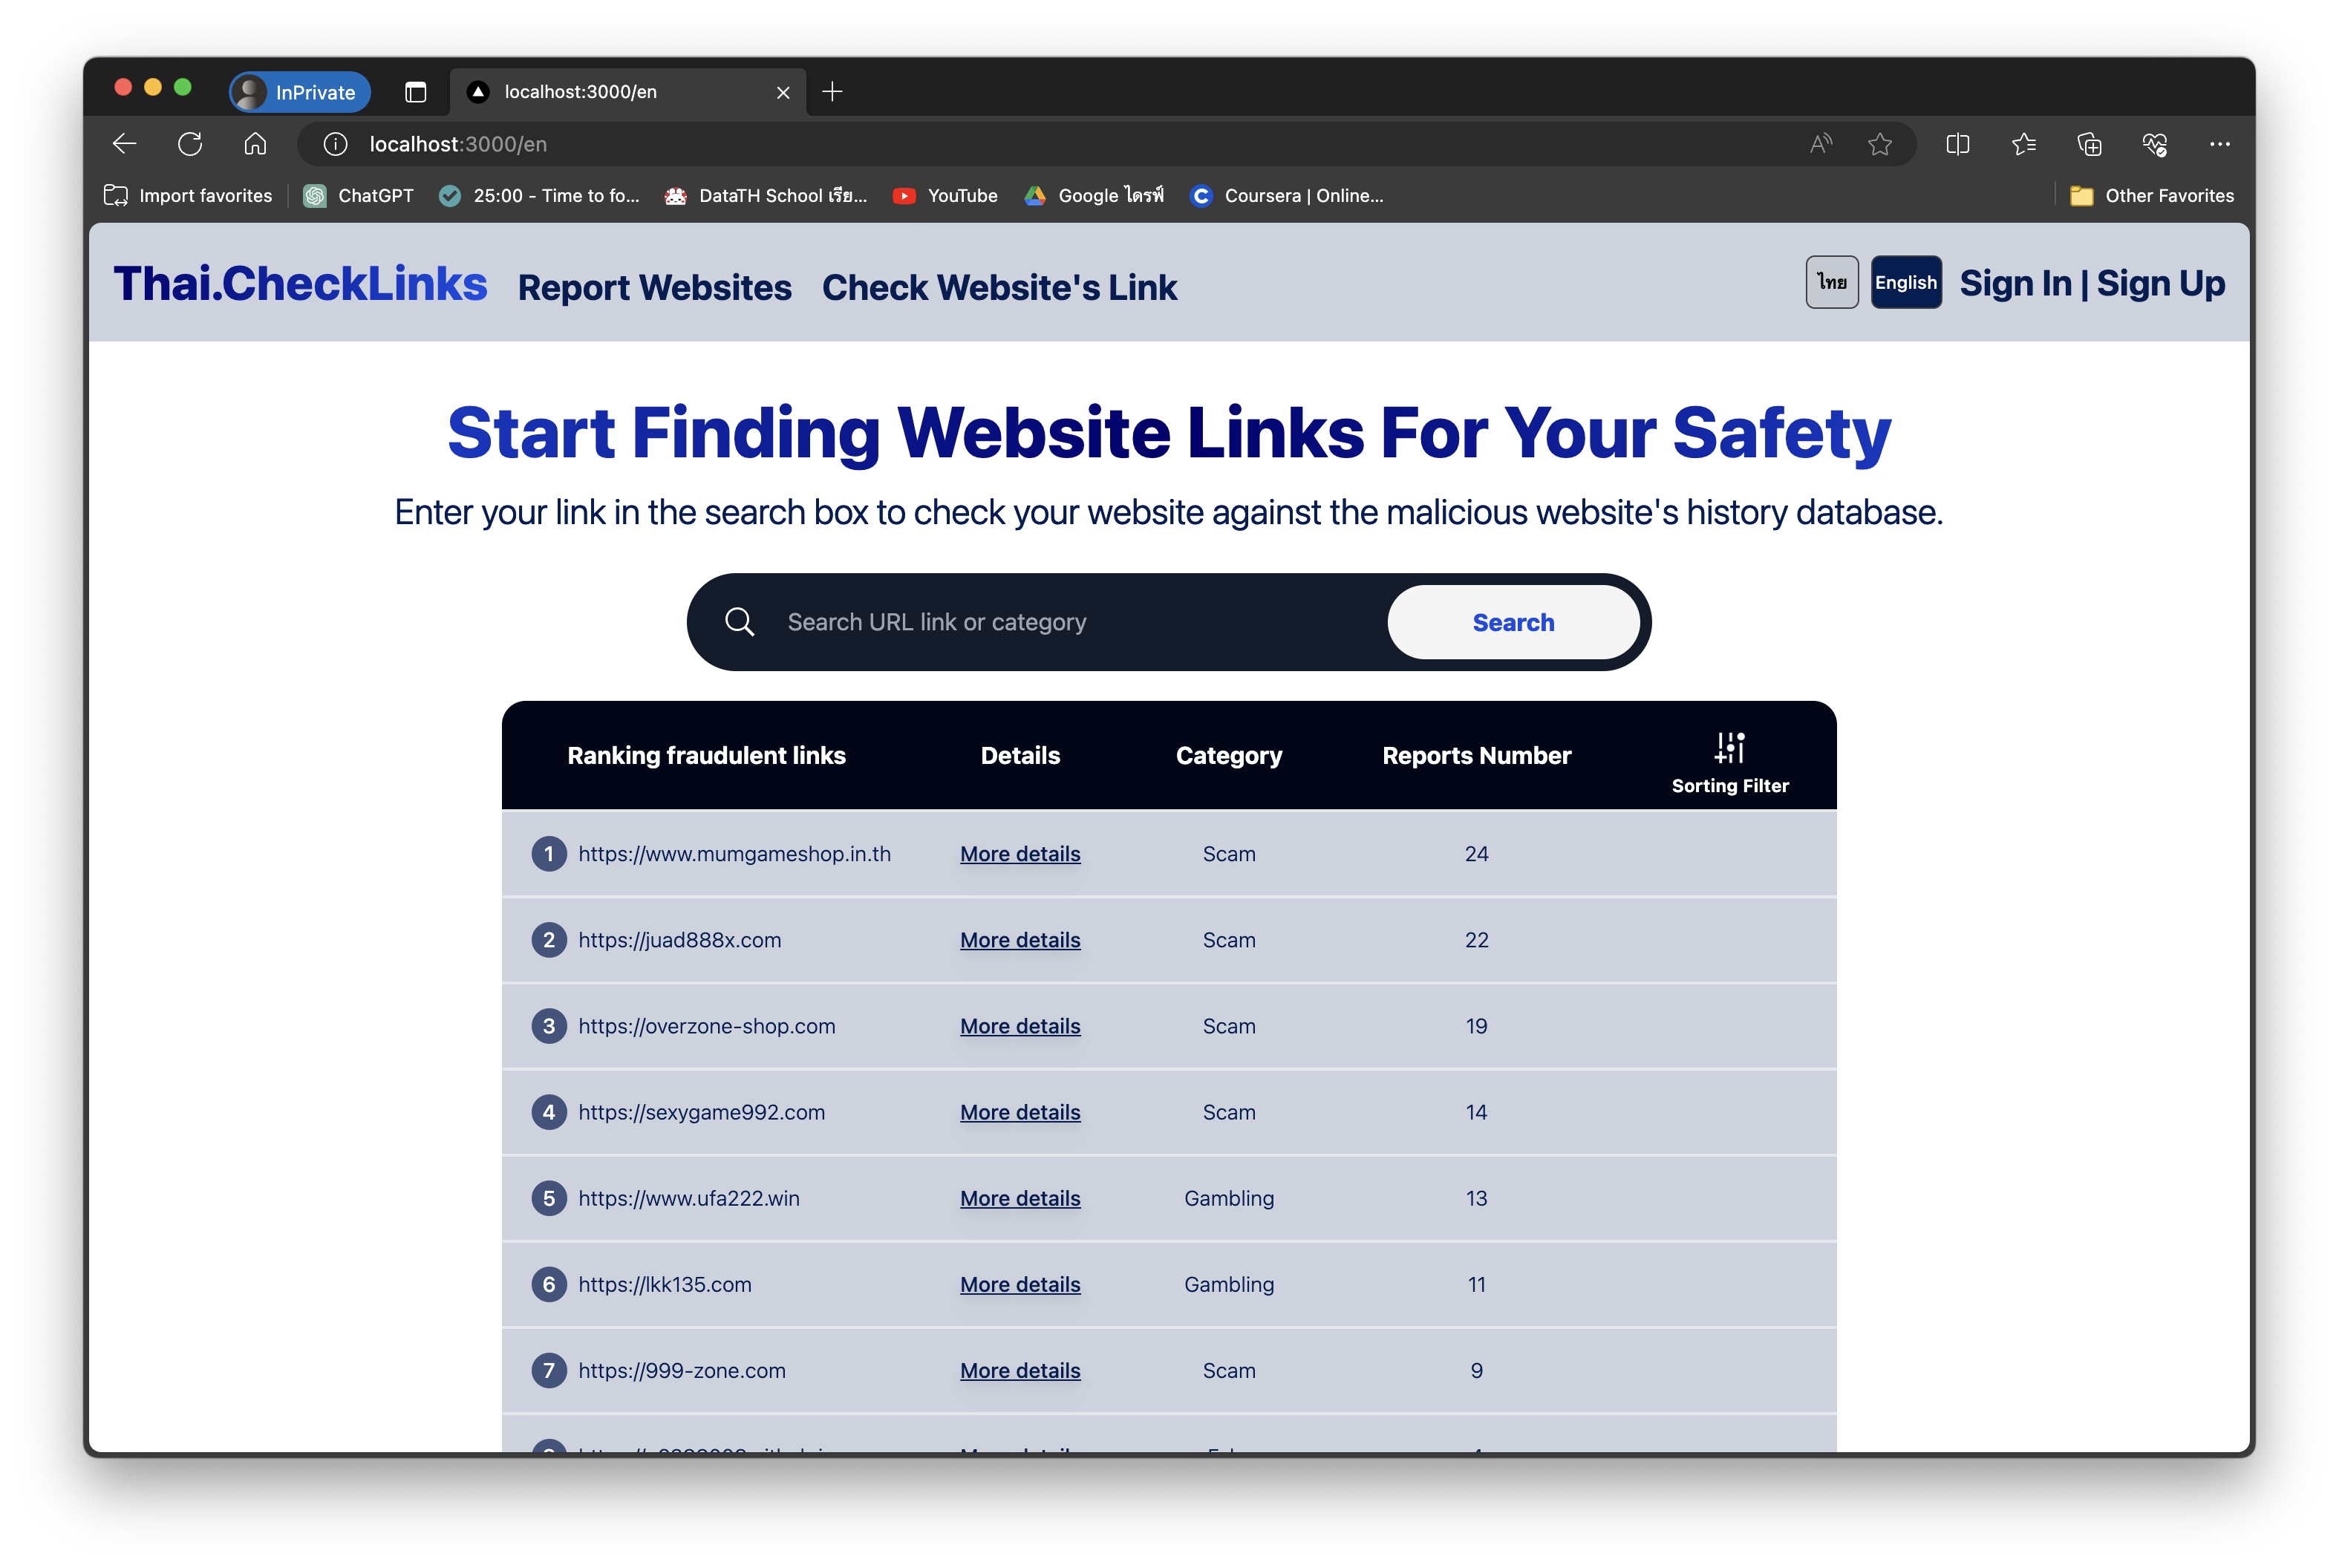 InPrivate
localhost:3000/en
localhost:3000/en
Import favorites
ChatGPT
25:00 - Time to fo...
DataTH School เรีย...
YouTube
Google ไดรฟ์
Coursera | Online...
Other Favorites
Thai.CheckLinks
Report Websites
Check Website's Link
ไทย
English
Sign In | Sign Up
Start Finding Website Links For Your Safety
Enter your link in the search box to check your website against the malicious website's history database.
Search URL link or category
Search
Ranking fraudulent links Details Category Reports Number Sorting Filter
1 https://www.mumgameshop.in.th More details Scam 24
2 https://juad888x.com More details Scam 22
3 https://overzone-shop.com More details Scam 19
4 https://sexygame992.com More details Scam 14
5 https://www.ufa222.win More details Gambling 13
6 https://lkk135.com More details Gambling 11
7 https://999-zone.com More details Scam 9
More details